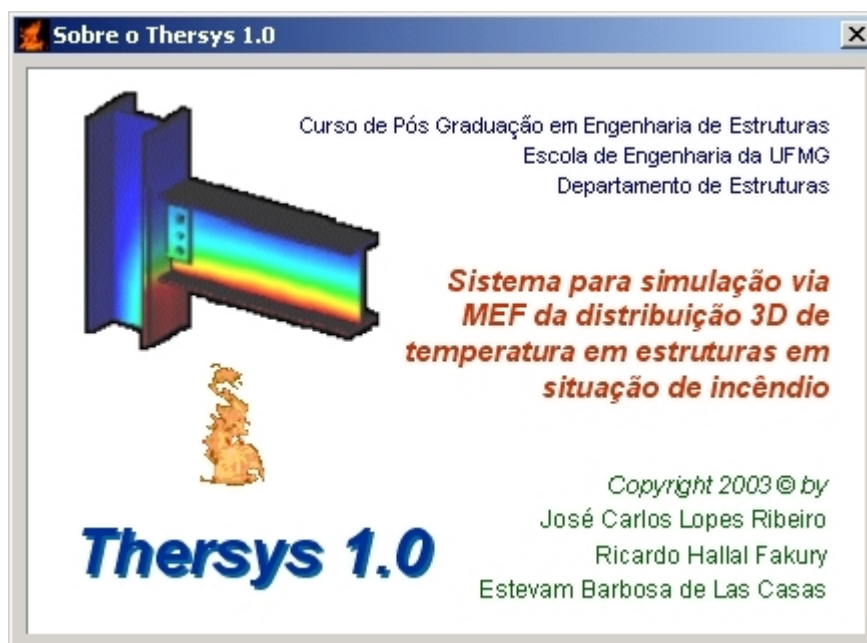 Sobre o Thersys 1.0
Curso de Pós Graduação em Engenharia de Estruturas
Escola de Engenharia da UFMG
Departamento de Estruturas
Sistema para simulação via
MEF da distribuição 3D de
temperatura em estruturas em
situação de incêndio
Thersys 1.0
Copyright 2003 © by
José Carlos Lopes Ribeiro
Ricardo Hallal Fakury
Estevam Barbosa de Las Casas